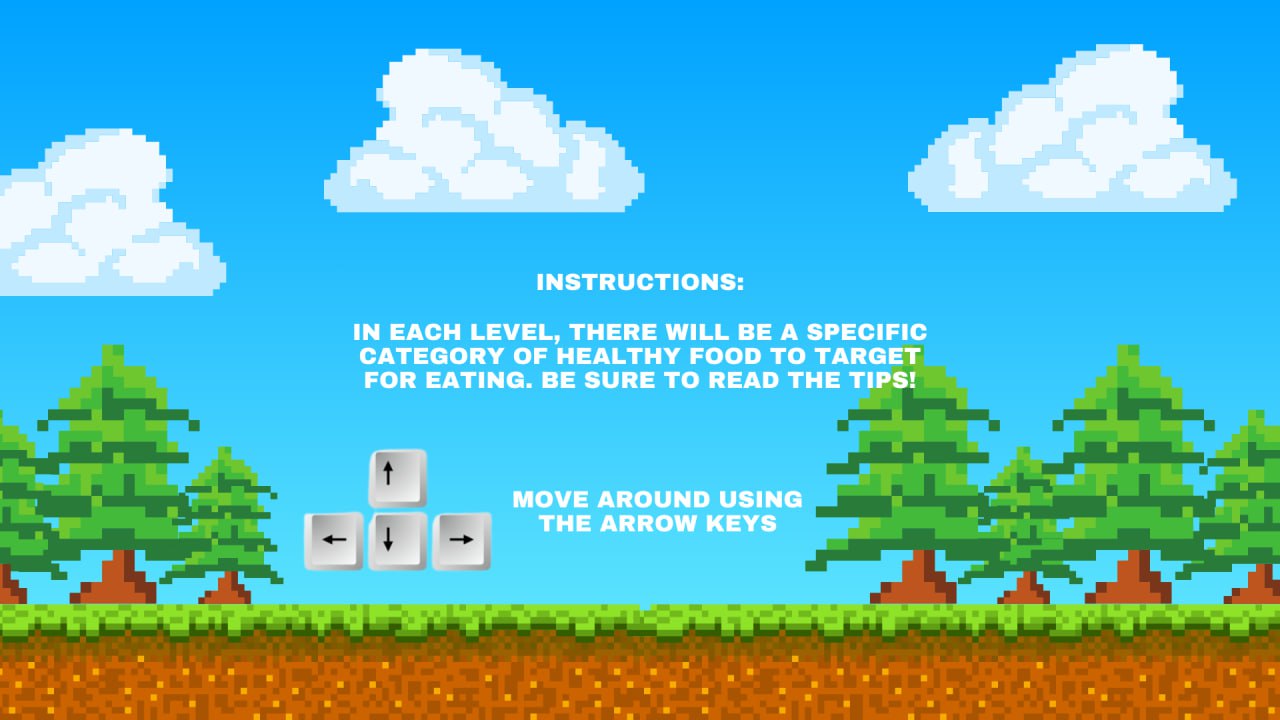 INSTRUCTIONS:
IN EACH LEVEL, THERE WILL BE A SPECIFIC
CATEGORY OF HEALTHY FOOD TO TARGET
FOR EATING. BE SURE TO READ THE TIPS!
MOVE AROUND USING
THE ARROW KEYS